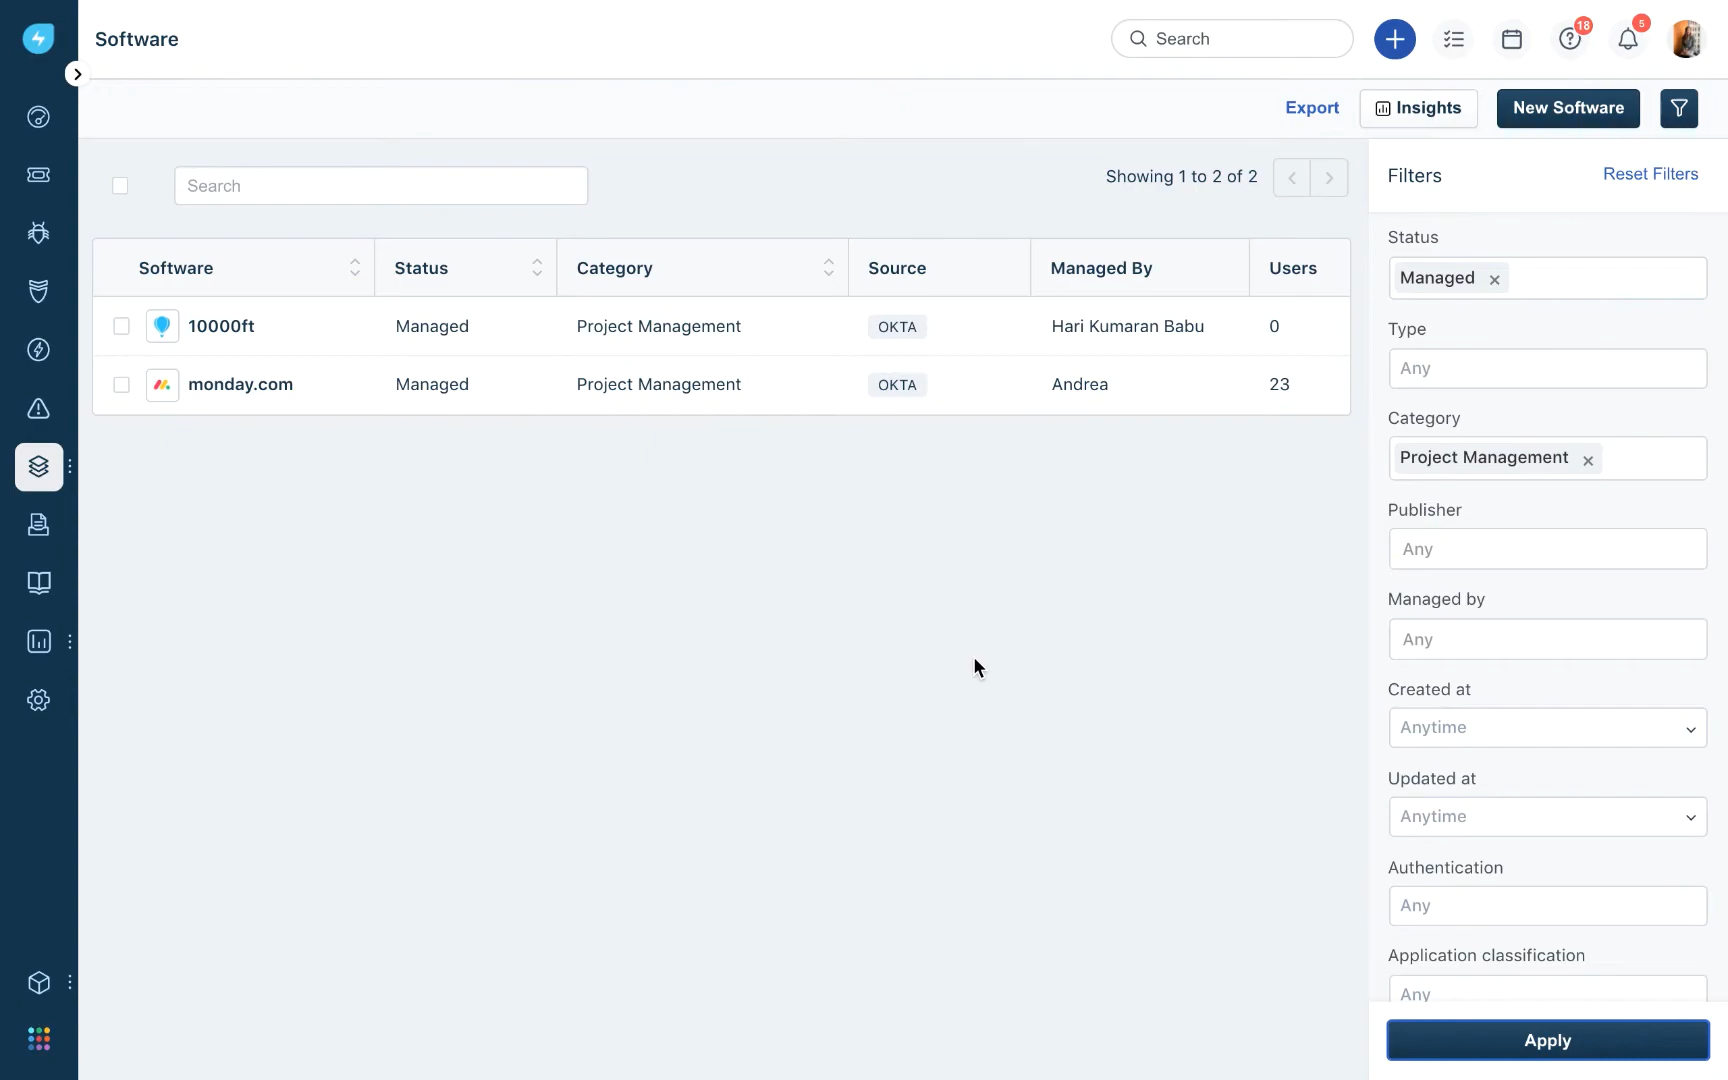 Software
Search
18
5
Export
Insights
New Software
Search
Showing 1 to 2 of 2
Software
Status
Category
Source
Managed By
Users
10000ft
Managed
Project Management
OKTA
Hari Kumaran Babu
0
monday.com
Managed
Project Management
OKTA
Andrea
23
Filters
Reset Filters
Status
Managed
Type
Any
Category
Project Management
Publisher
Any
Managed by
Any
Created at
Anytime
Updated at
Anytime
Authentication
Any
Application classification
Any
Apply